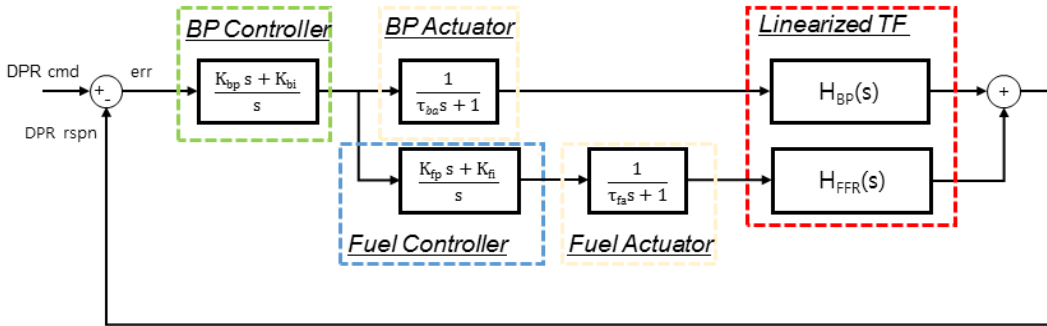 BP Controller
BP Actuator
Linearized TF
DPR cmd
+
-
err
K_bp s + K_bi
s
1
τ_ba s + 1
H_BP(s)
+
DPR rspn
K_fp s + K_fi
s
1
τ_fa s + 1
H_FFR(s)
Fuel Controller
Fuel Actuator